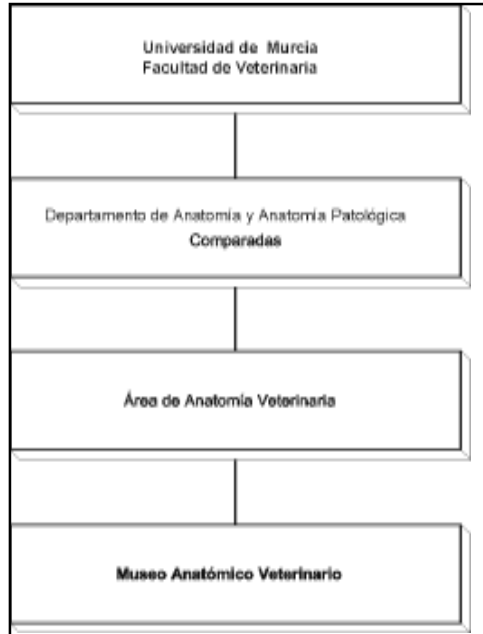 Universidad de Murcia
Facultad de Veterinaria
Departamento de Anatomía y Anatomía Patológica
Comparadas
Área de Anatomía Veterinaria
Museo Anatómico Veterinario